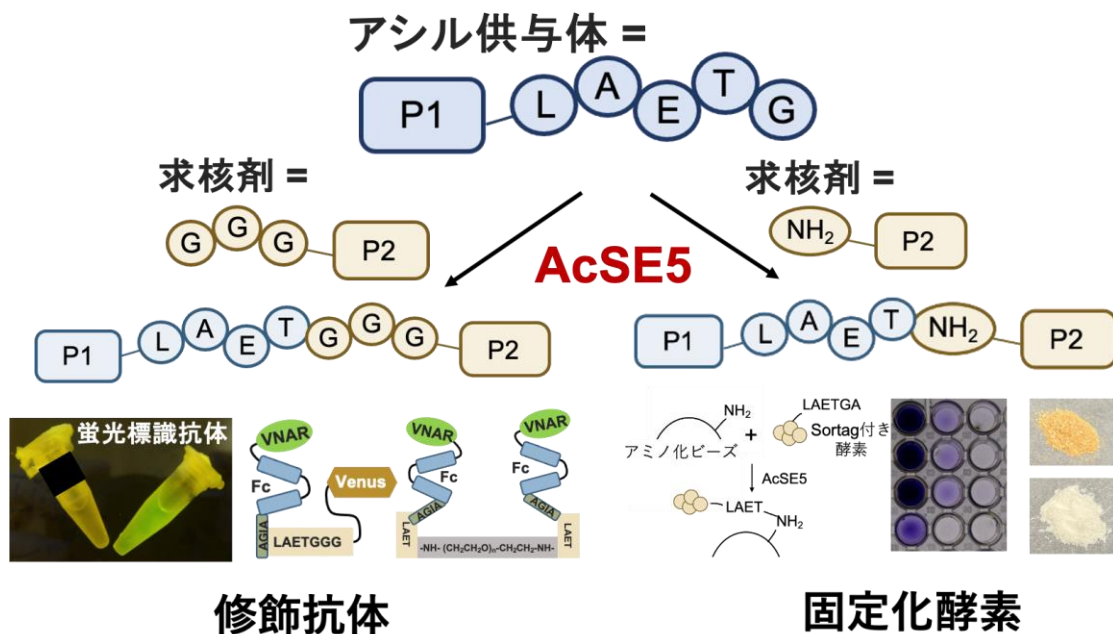 アシル供与体 =
P1
L A E T G
求核剤 =
G G G
P2
求核剤 =
NH2
P2
AcSE5
P1
L A E T G G G
P2
P1
L A E T NH2
P2
蛍光標識抗体
VNAR
Fc
AGIA
LAETGGG
Venus
VNAR
Fc
AGIA
LAET
-NH- (CH2CH2O)n-CH2CH2-NH-
VNAR
Fc
AGIA
LAET
NH2
アミノ化ビーズ
+
LAETGA
Sortag付き
酵素
AcSE5
LAET
NH2
修飾抗体
固定化酵素